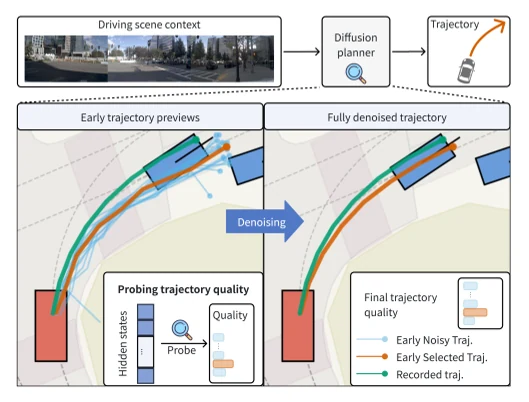 Driving scene context
Diffusion
planner
Trajectory
Early trajectory previews
Fully denoised trajectory
Denoising
Probing trajectory quality
Hidden states
...
Probe
Quality
Final trajectory
quality
Early Noisy Traj.
Early Selected Traj.
Recorded traj.